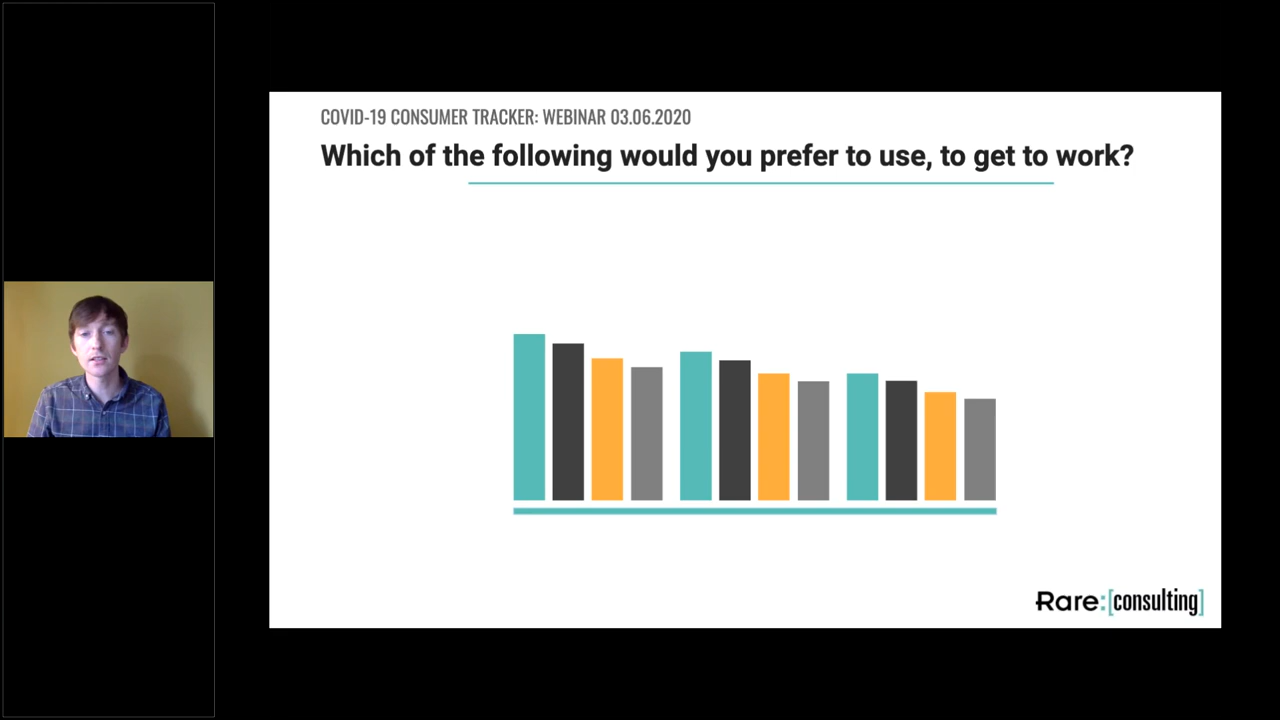 COVID-19 CONSUMER TRACKER: WEBINAR 03.06.2020
Which of the following would you prefer to use, to get to work?
Rare:[consulting]